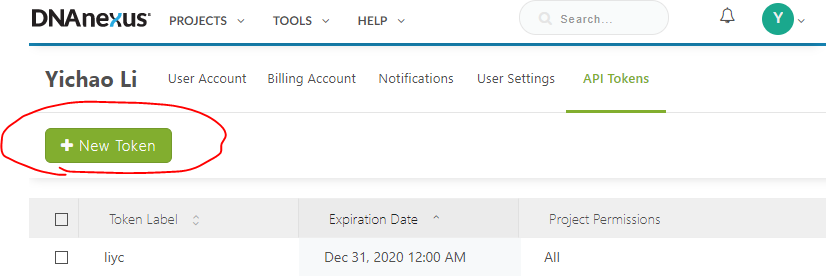 DNAnexus® PROJECTS TOOLS HELP Search... Y
Yichao Li User Account Billing Account Notifications User Settings API Tokens
+ New Token
Token Label Expiration Date Project Permissions
liyc Dec 31, 2020 12:00 AM All